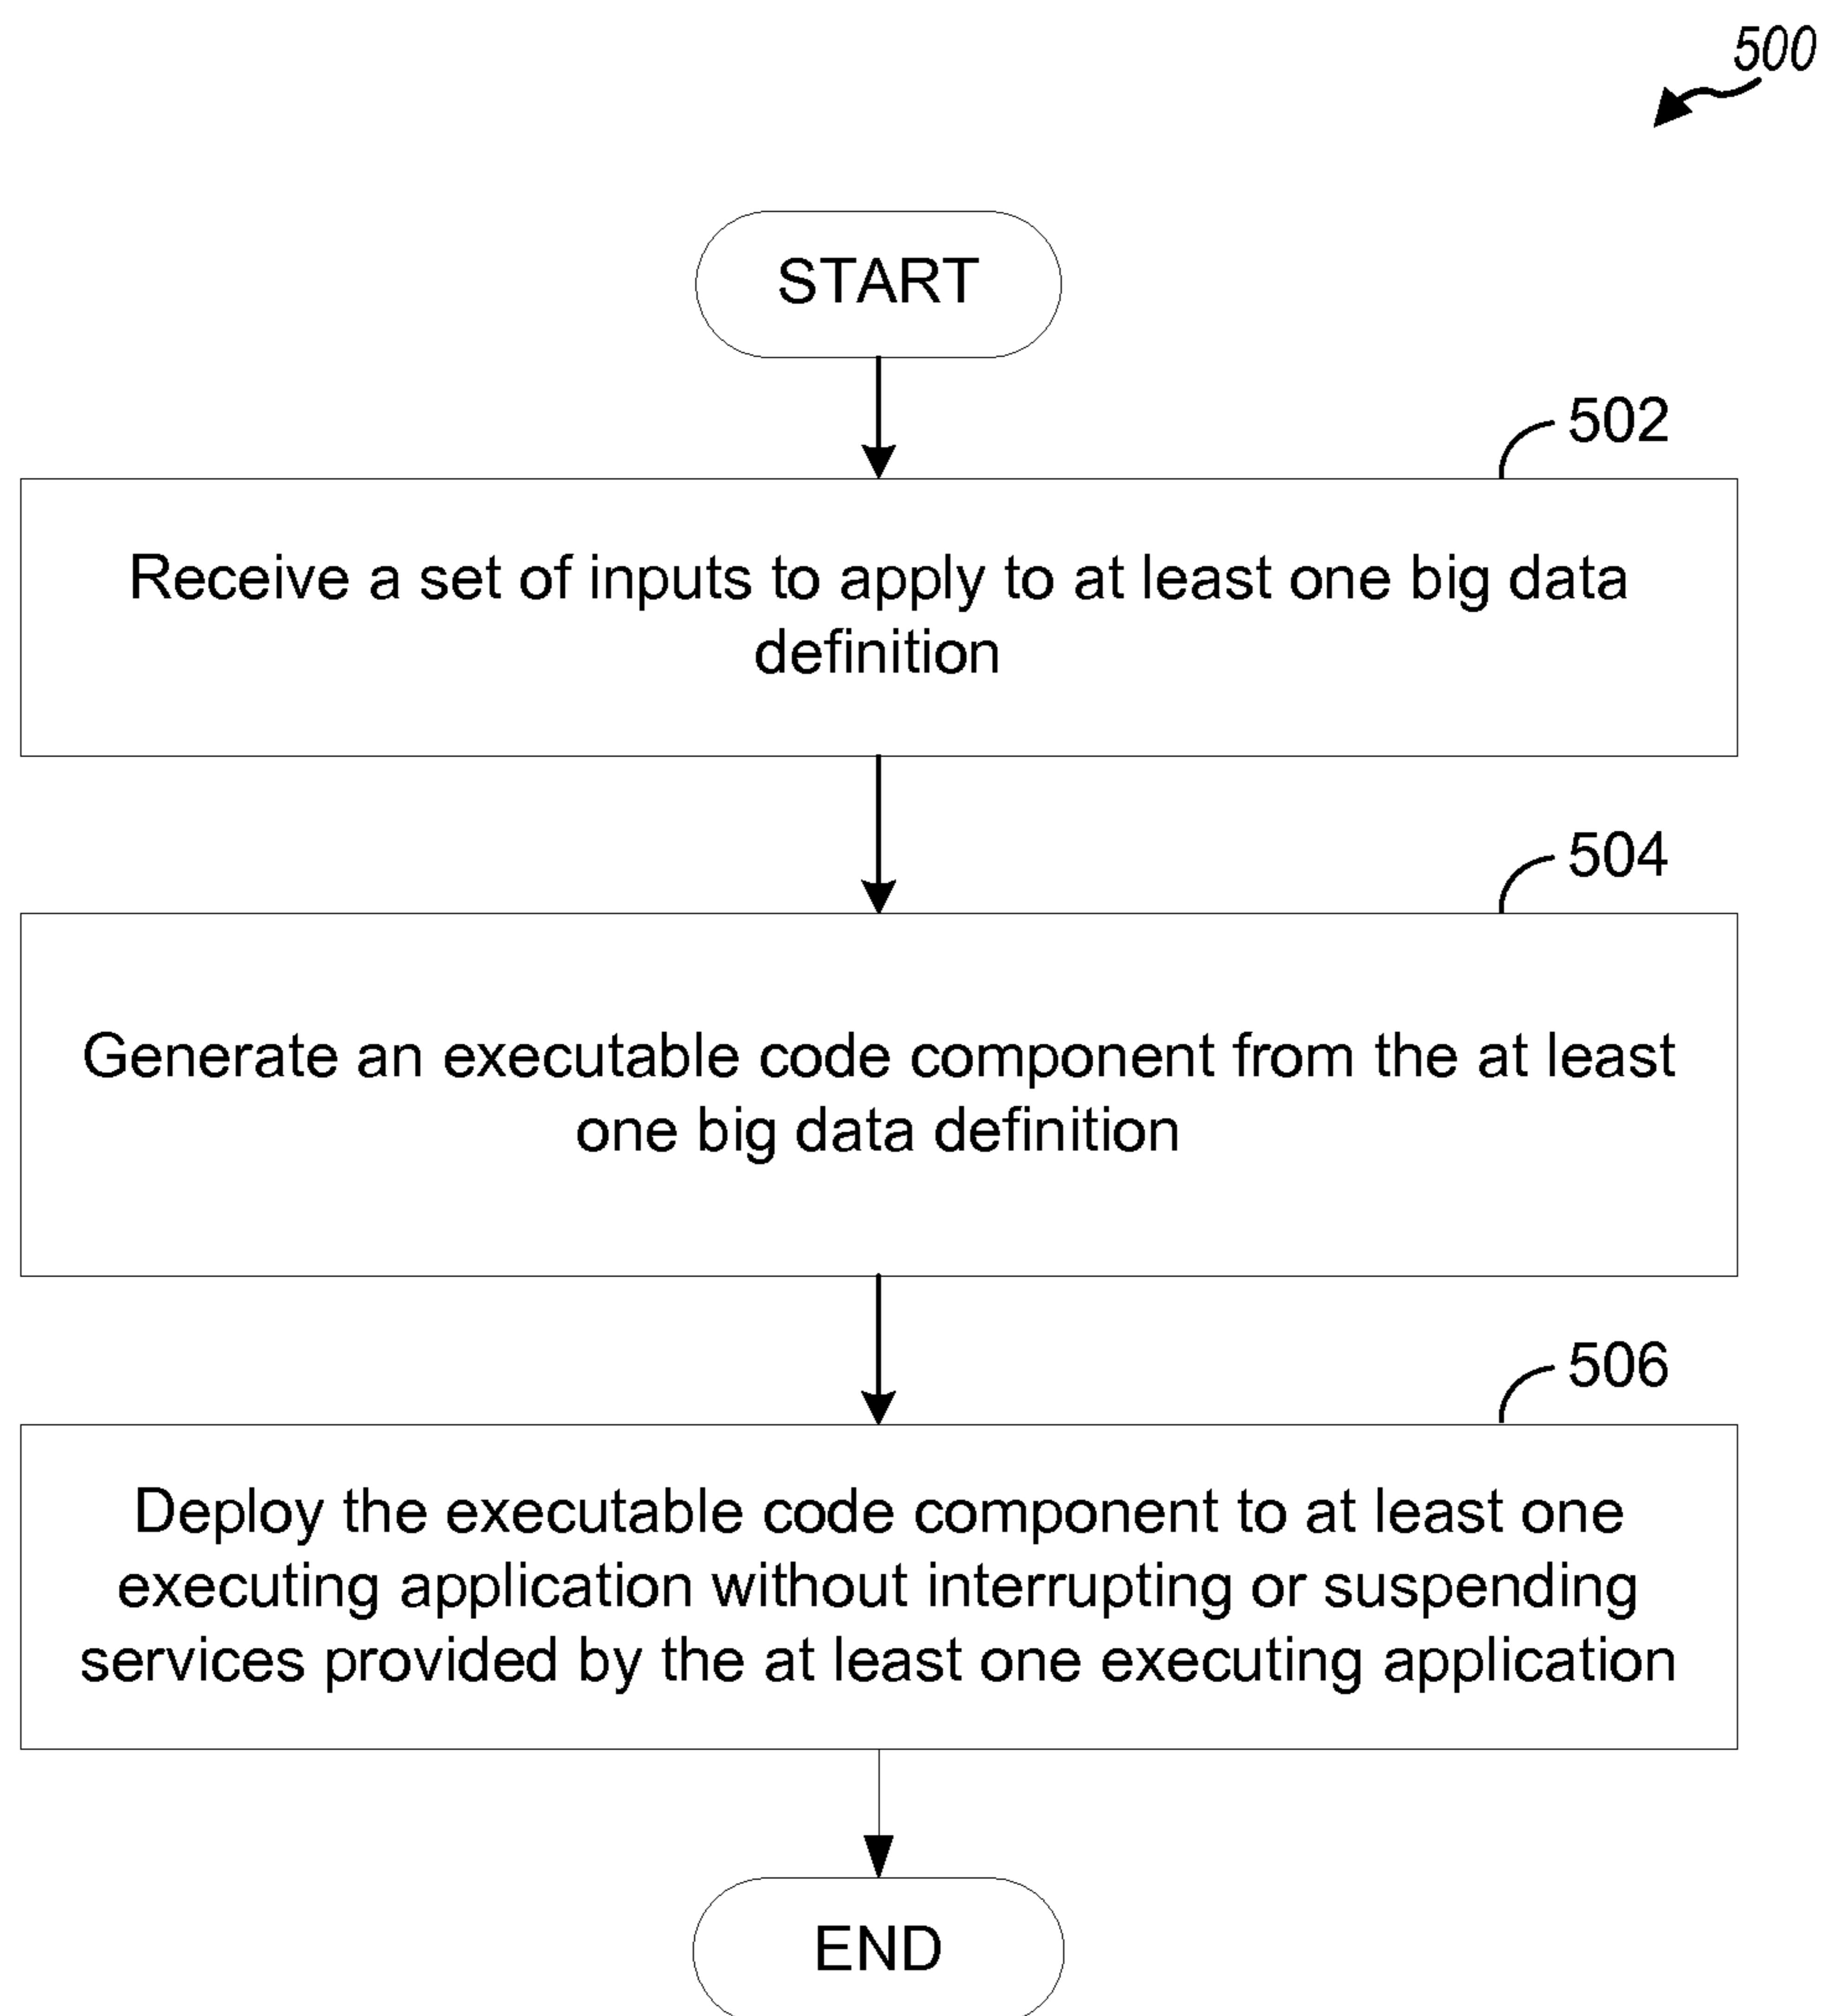 500
START
502
Receive a set of inputs to apply to at least one big data
definition
504
Generate an executable code component from the at least
one big data definition
506
Deploy the executable code component to at least one
executing application without interrupting or suspending
services provided by the at least one executing application
END